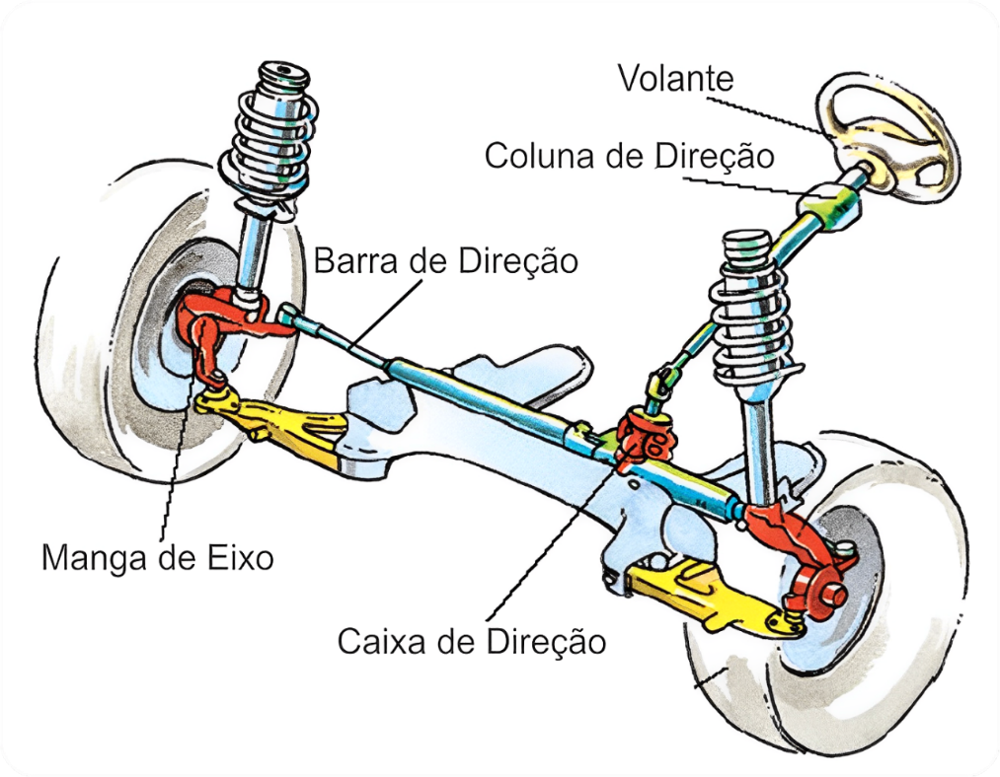 Volante
Coluna de Direção
Barra de Direção
Manga de Eixo
Caixa de Direção